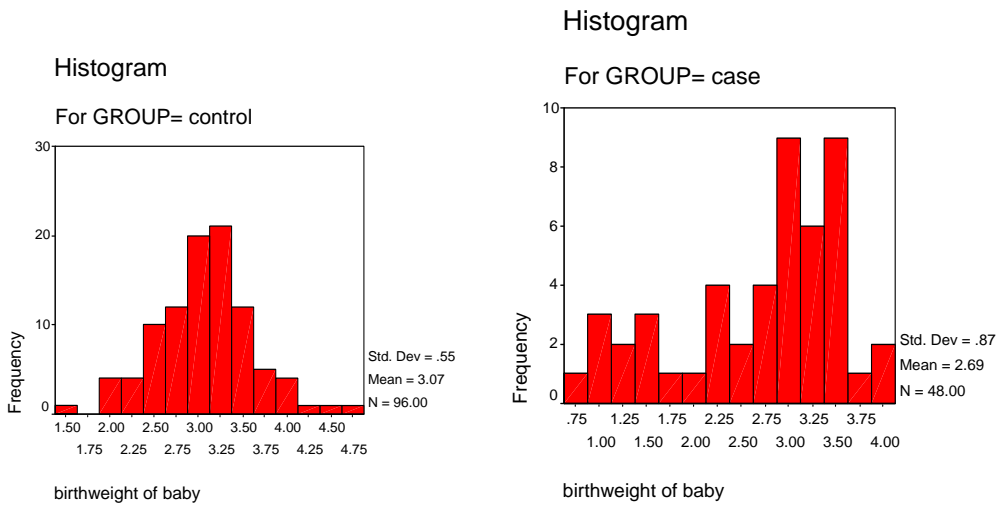 Histogram
For GROUP= control
30
20
10
0
Frequency
1.50 2.00 2.50 3.00 3.50 4.00 4.50
1.75 2.25 2.75 3.25 3.75 4.25 4.75
birthweight of baby
Std. Dev = .55
Mean = 3.07
N = 96.00
Histogram
For GROUP= case
10
8
6
4
2
0
Frequency
.75 1.25 1.75 2.25 2.75 3.25 3.75
1.00 1.50 2.00 2.50 3.00 3.50 4.00
birthweight of baby
Std. Dev = .87
Mean = 2.69
N = 48.00